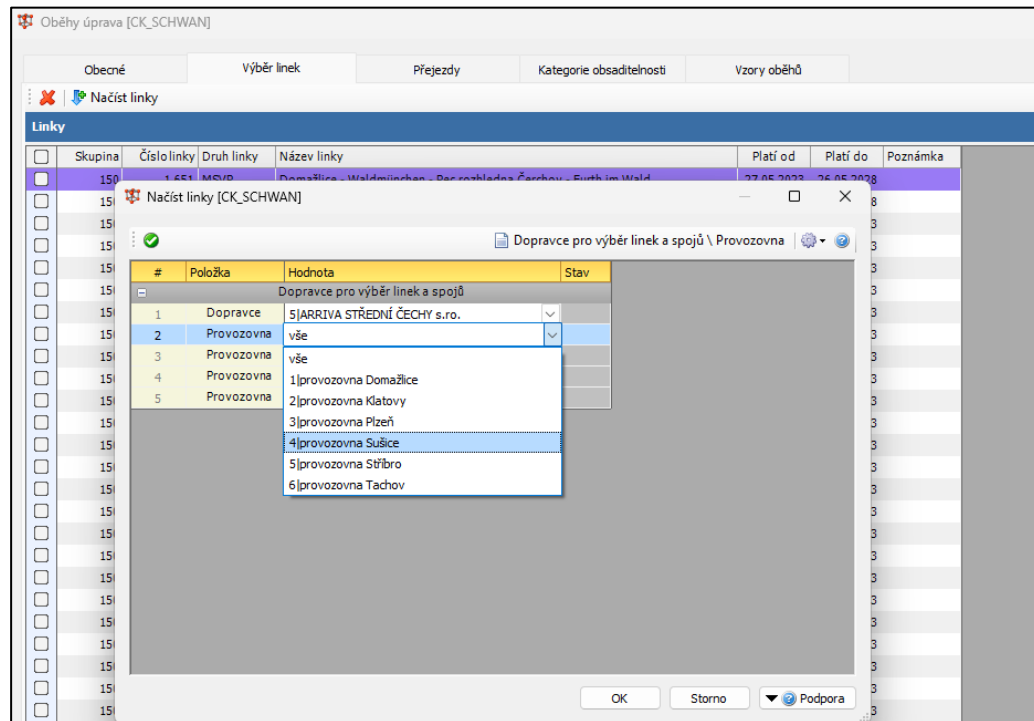 Oběhy úprava [CK_SCHWAN]
Obecné Výběr linek Přejezdy Kategorie obsaditelnosti Vzory oběhů
Načíst linky
Linky
Skupina Číslo linky Druh linky Název linky Platí od Platí do Poznámka
150 1 651 MSVP Domažlice - Waldmünchen - Pec rozhledna Čerchov - Furth im Wald 27.05.2023 26.05.2028
Načíst linky [CK_SCHWAN]
Dopravce pro výběr linek a spojů \ Provozovna
# Položka Hodnota Stav
Dopravce pro výběr linek a spojů
1 Dopravce 5|ARRIVA STŘEDNÍ ČECHY s.ro.
2 Provozovna vše
3 Provozovna vše
4 Provozovna 1|provozovna Domažlice
5 Provozovna 2|provozovna Klatovy
3|provozovna Plzeň
4|provozovna Sušice
5|provozovna Stříbro
6|provozovna Tachov
OK Storno Podpora